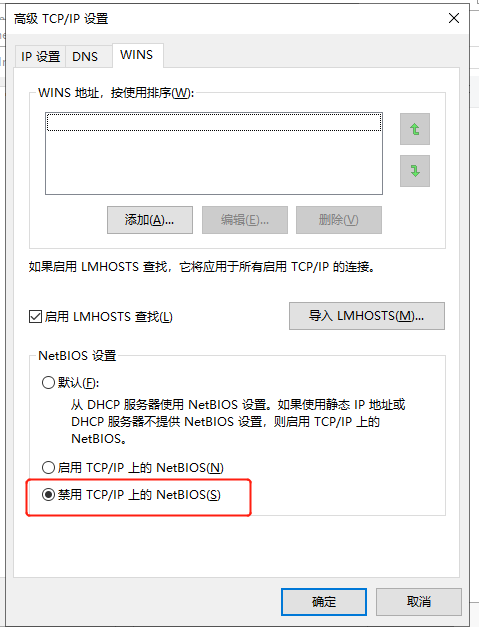 高级 TCP/IP 设置
IP 设置 DNS WINS
WINS 地址，按使用排序(W):
添加(A)... 编辑(E)... 删除(V)
如果启用 LMHOSTS 查找，它将应用于所有启用 TCP/IP 的连接。
启用 LMHOSTS 查找(L) 导入 LMHOSTS(M)...
NetBIOS 设置
默认(F):
从 DHCP 服务器使用 NetBIOS 设置。如果使用静态 IP 地址或
DHCP 服务器不提供 NetBIOS 设置，则启用 TCP/IP 上的
NetBIOS。
启用 TCP/IP 上的 NetBIOS(N)
禁用 TCP/IP 上的 NetBIOS(S)
确定 取消